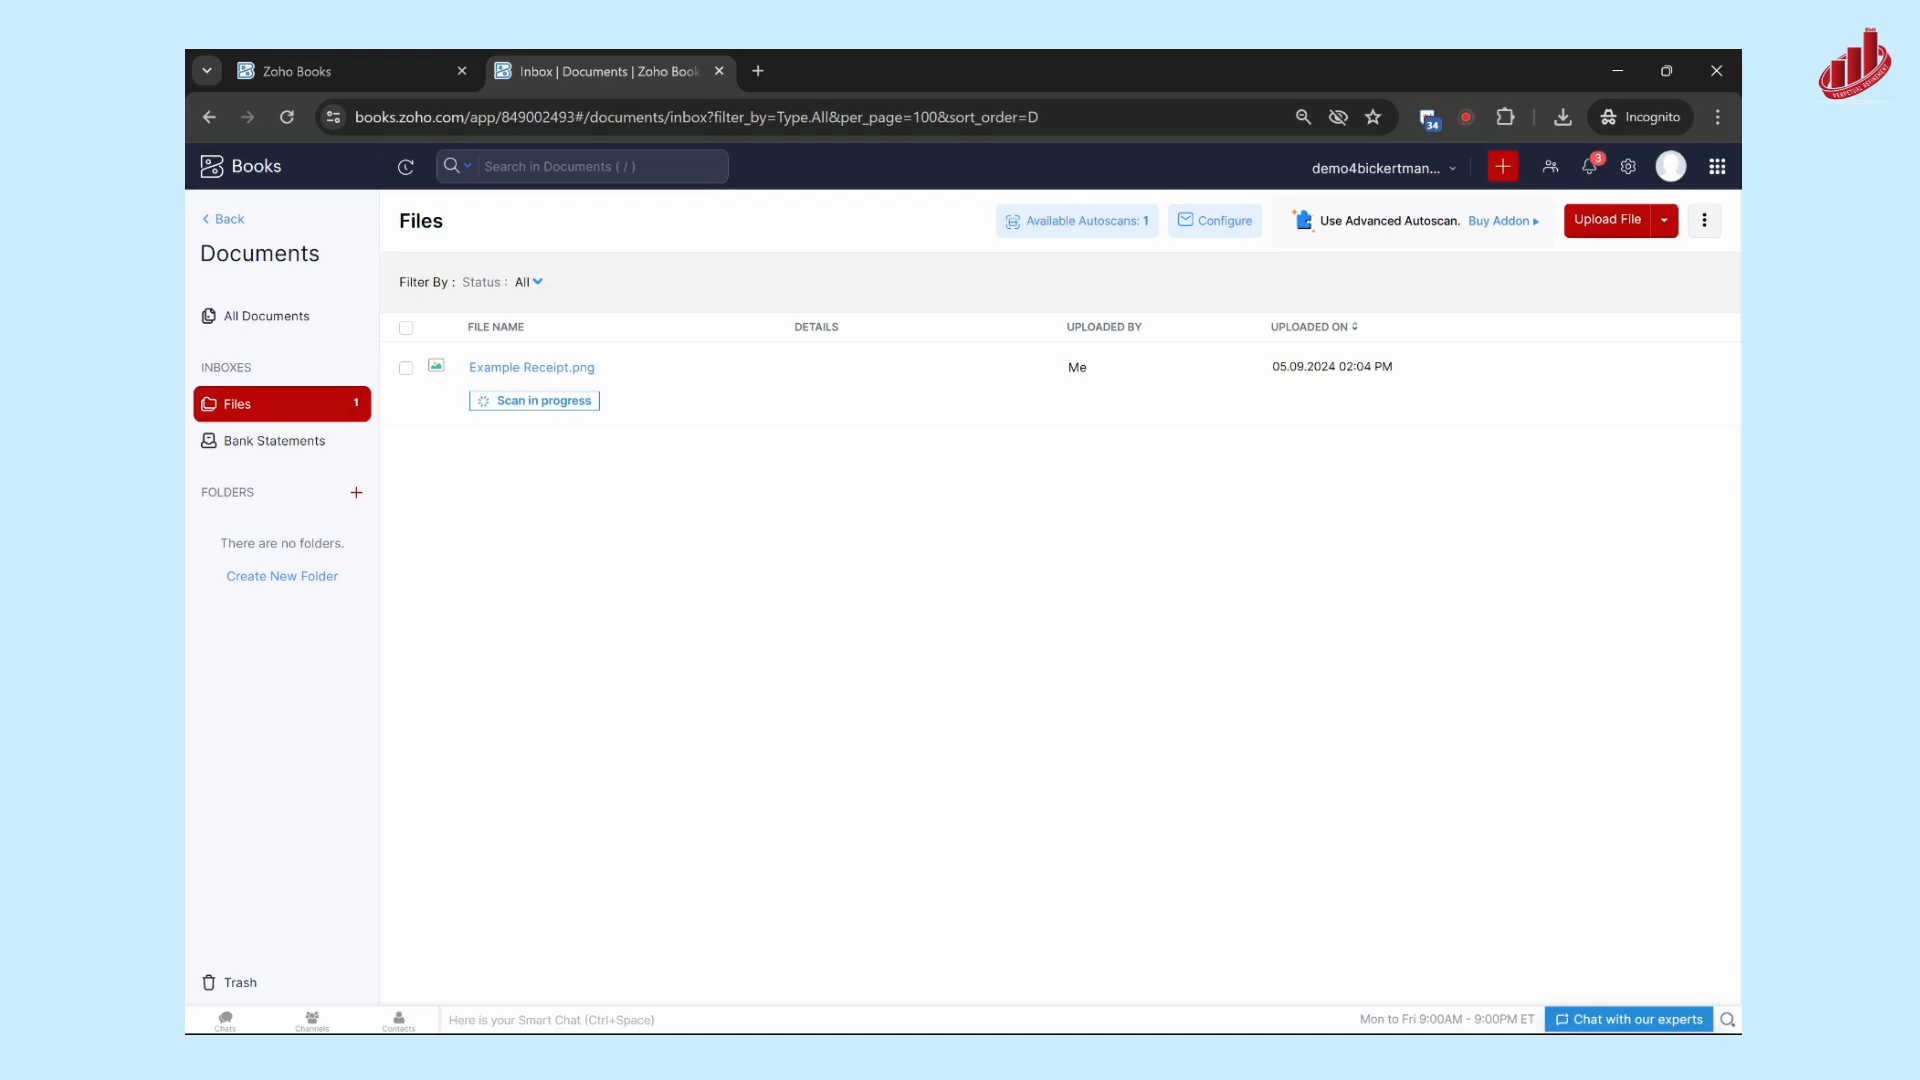 Zoho Books
Inbox | Documents | Zoho Book
books.zoho.com/app/849002493#/documents/inbox?filter_by=Type.All&per_page=100&sort_order=D
34
Incognito
Books
Search in Documents ( / )
demo4bickertman...
3
Back
Documents
All Documents
INBOXES
Files 1
Bank Statements
FOLDERS
There are no folders.
Create New Folder
Trash
Files
Available Autoscans: 1
Configure
Use Advanced Autoscan. Buy Addon
Upload File
Filter By : Status : All
FILE NAME DETAILS UPLOADED BY UPLOADED ON
Example Receipt.png Me 05.09.2024 02:04 PM
Scan in progress
Chats Channels Contacts
Here is your Smart Chat (Ctrl+Space)
Mon to Fri 9:00AM - 9:00PM ET
Chat with our experts
PERPETUAL REFINEMENT